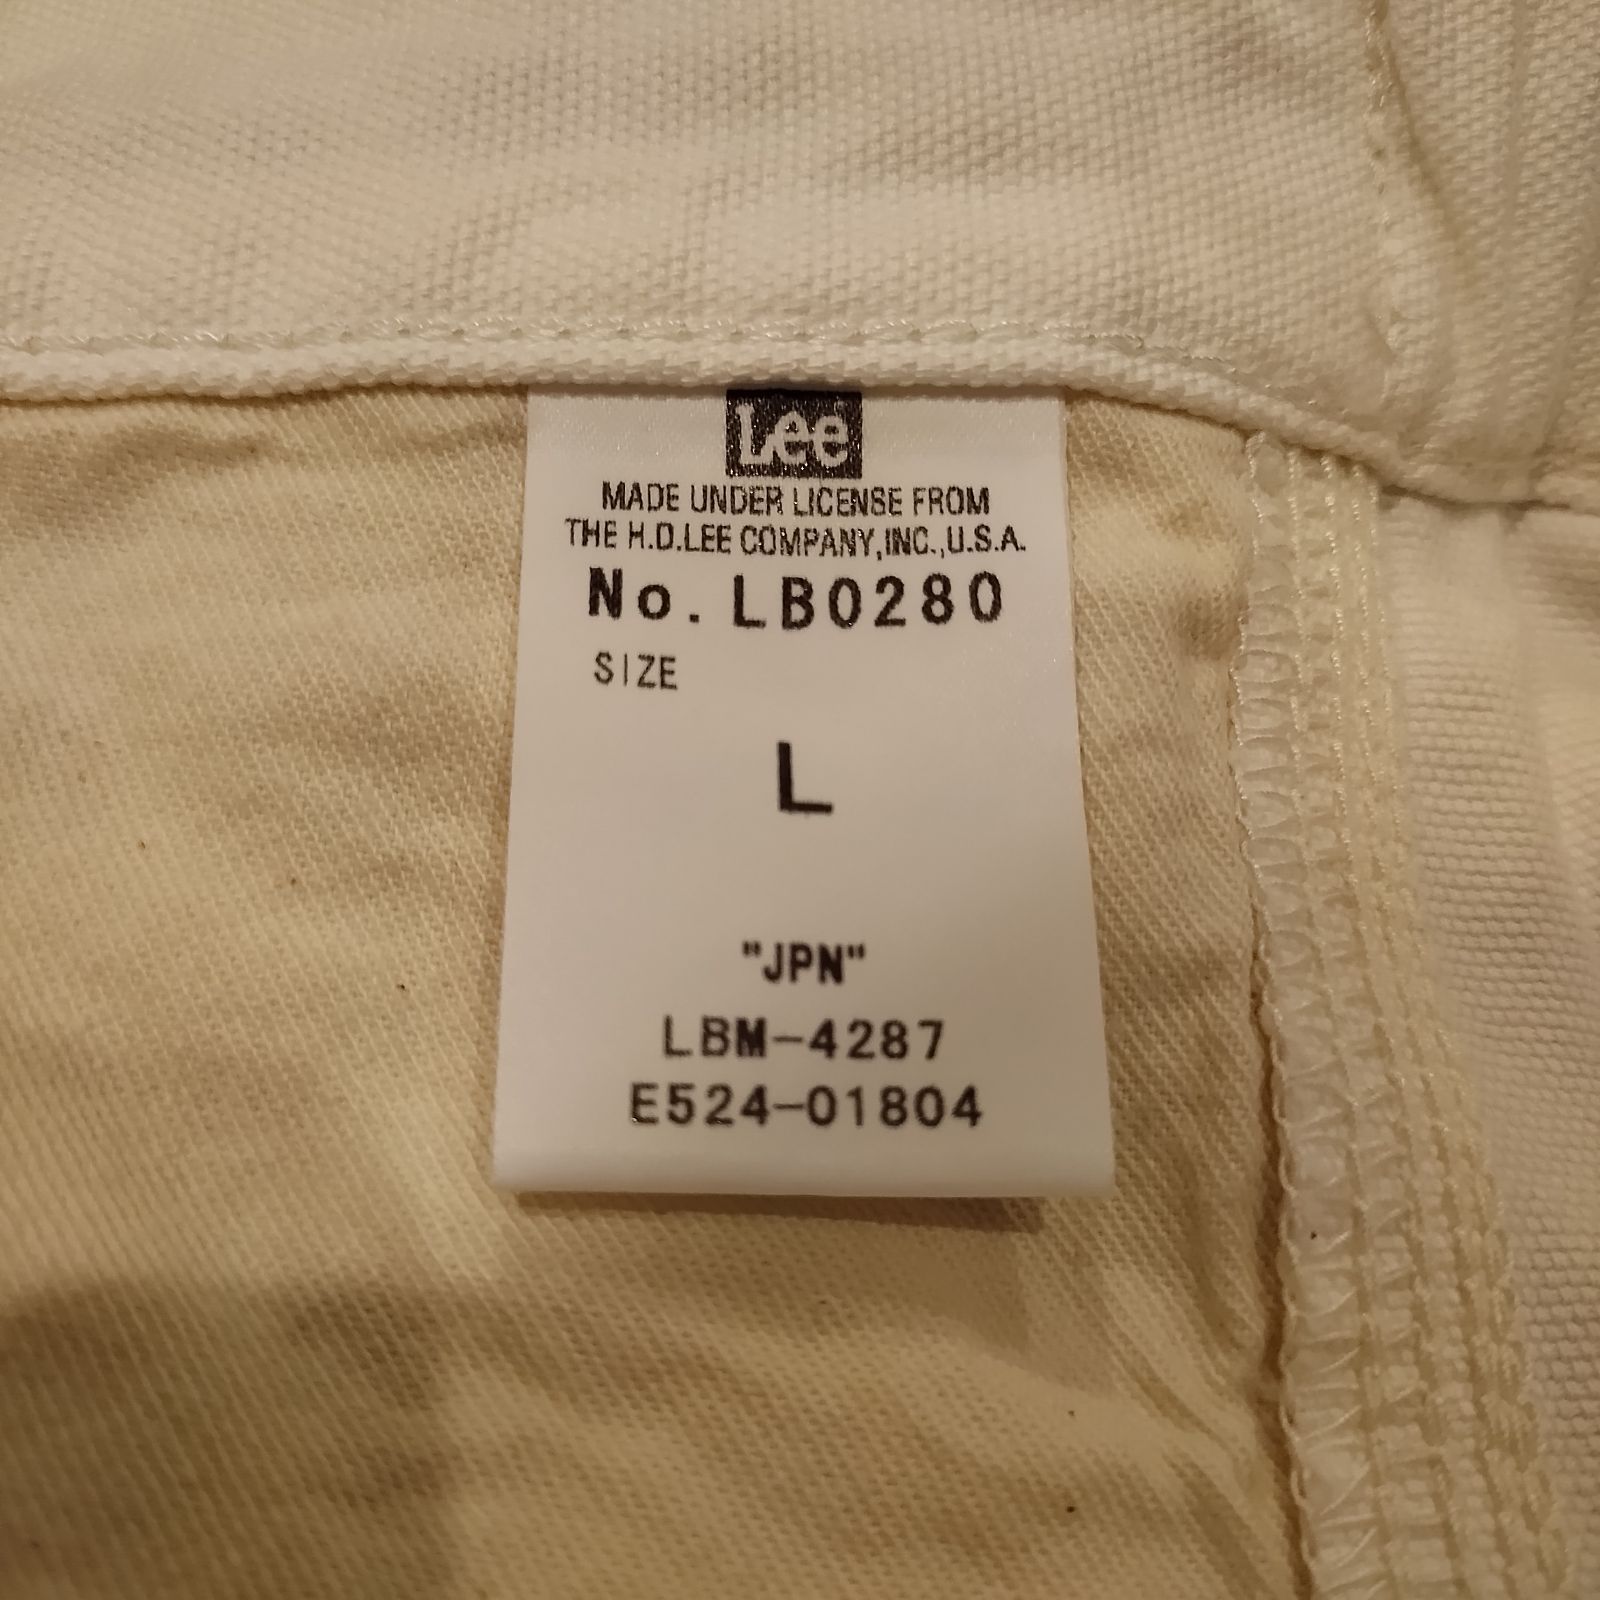 Lee
MADE UNDER LICENSE FROM
THE H.D.LEE COMPANY,INC.,U.S.A.
No. LB0280
SIZE
L
"JPN"
LBM-4287
E524-01804